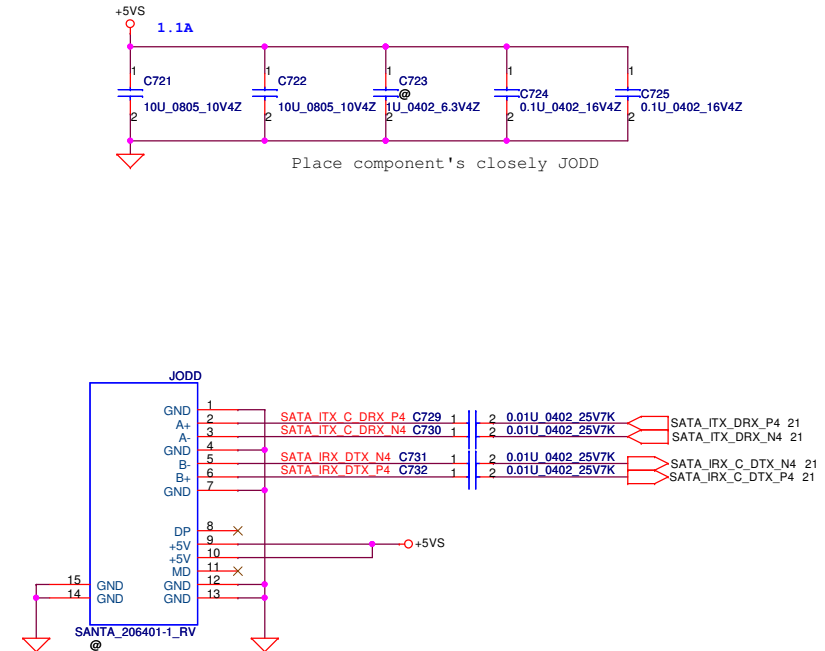 +5VS
1.1A
1 1 1 1 1
C721 C722 C723 C724 C725
@
10U_0805_10V4Z 10U_0805_10V4Z 1U_0402_6.3V4Z 0.1U_0402_16V4Z 0.1U_0402_16V4Z
2 2 2 2 2
Place component's closely JODD
JODD
GND 1
A+ 2 SATA_ITX_C_DRX_P4 C729 1 2 0.01U_0402_25V7K SATA_ITX_DRX_P4 21
A- 3 SATA_ITX_C_DRX_N4 C730 1 2 0.01U_0402_25V7K SATA_ITX_DRX_N4 21
GND 4
B- 5 SATA_IRX_DTX_N4 C731 1 2 0.01U_0402_25V7K SATA_IRX_C_DTX_N4 21
B+ 6 SATA_IRX_DTX_P4 C732 1 2 0.01U_0402_25V7K SATA_IRX_C_DTX_P4 21
GND 7
DP 8
+5V 9 +5VS
+5V 10
MD 11
15 GND GND 12
14 GND GND 13
SANTA_206401-1_RV
@